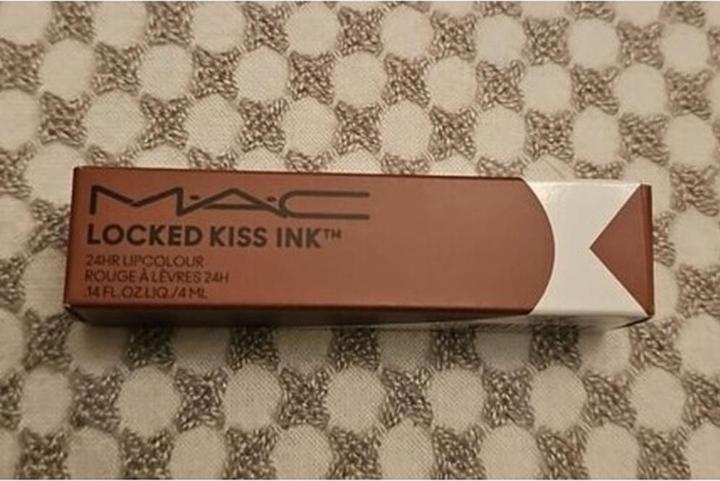 M·A·C
LOCKED KISS INK™
24HR LIPCOLOUR
ROUGE À LÈVRES 24H
.14 FL.OZ.LIQ./4 ML